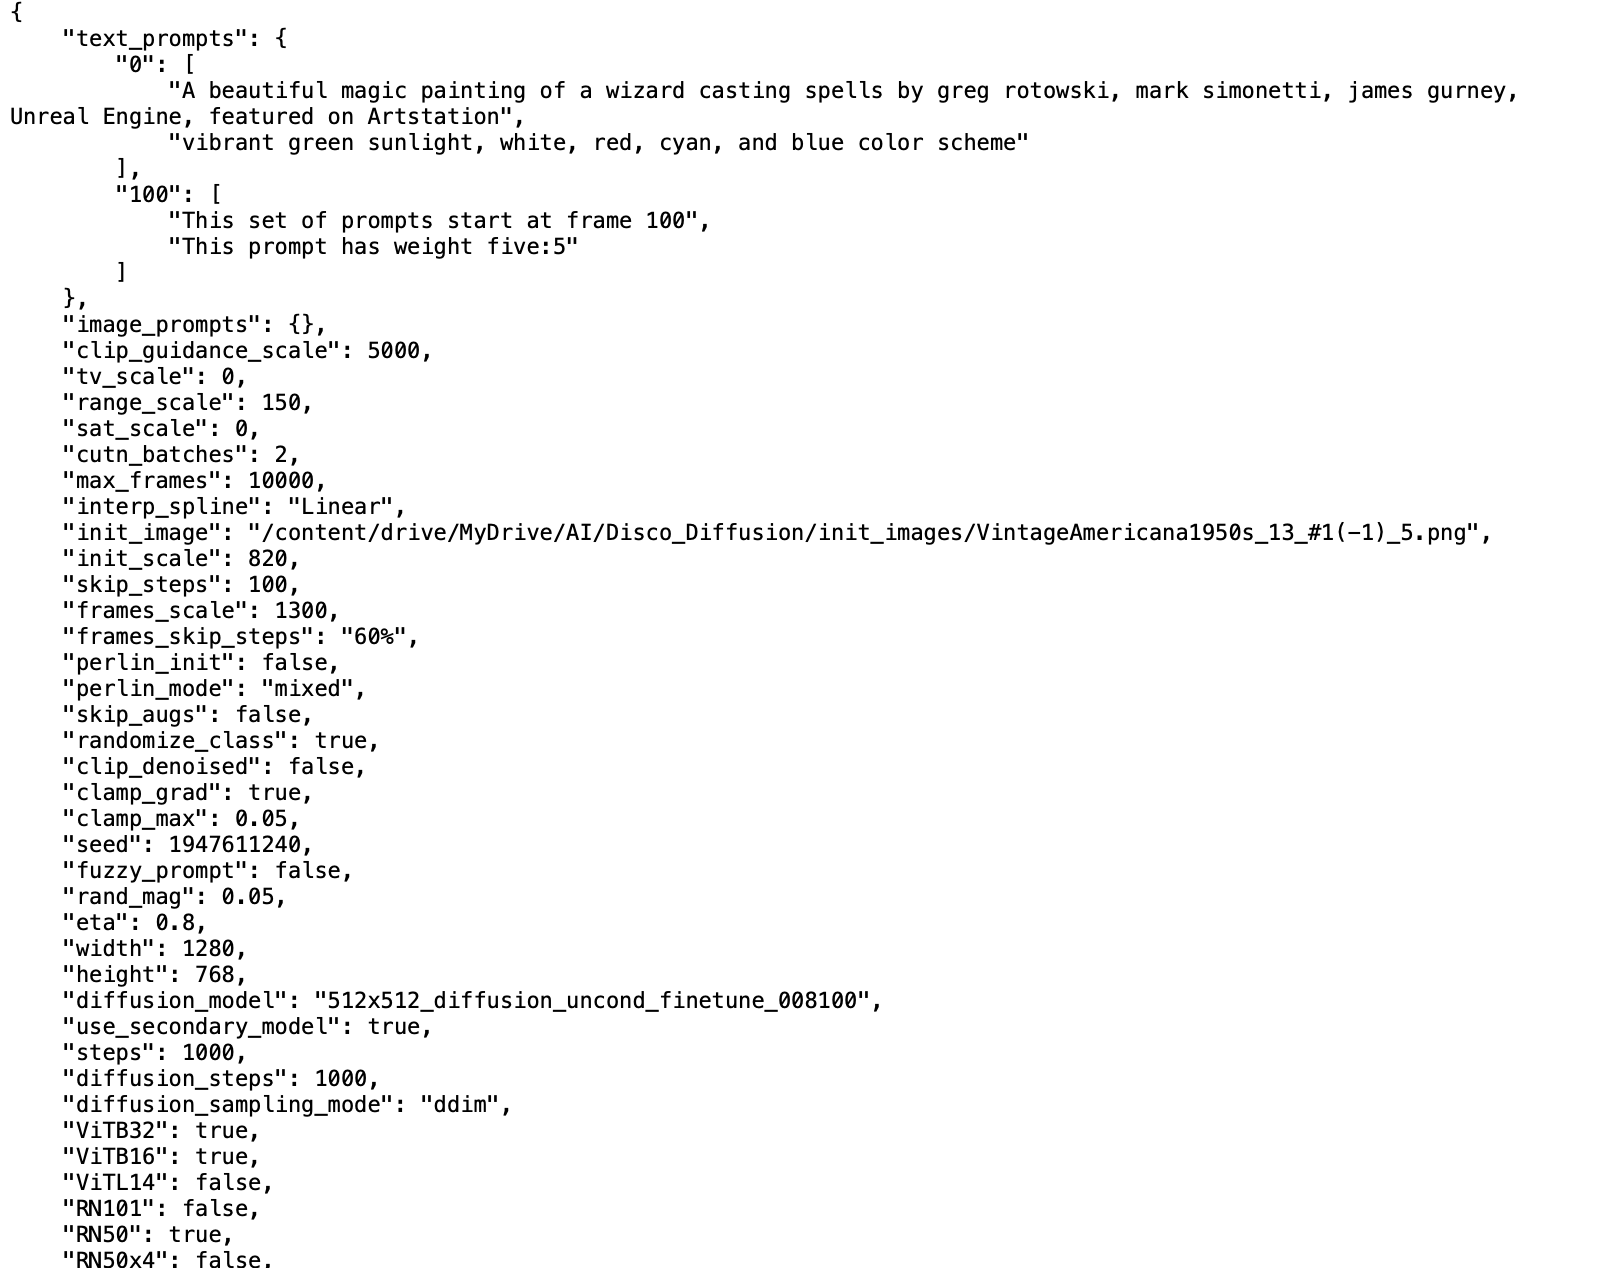 {
    "text_prompts": {
        "0": [
            "A beautiful magic painting of a wizard casting spells by greg rotowski, mark simonetti, james gurney,
Unreal Engine, featured on Artstation",
            "vibrant green sunlight, white, red, cyan, and blue color scheme"
        ],
        "100": [
            "This set of prompts start at frame 100",
            "This prompt has weight five:5"
        ]
    },
    "image_prompts": {},
    "clip_guidance_scale": 5000,
    "tv_scale": 0,
    "range_scale": 150,
    "sat_scale": 0,
    "cutn_batches": 2,
    "max_frames": 10000,
    "interp_spline": "Linear",
    "init_image": "/content/drive/MyDrive/AI/Disco_Diffusion/init_images/VintageAmericana1950s_13_#1(−1)_5.png",
    "init_scale": 820,
    "skip_steps": 100,
    "frames_scale": 1300,
    "frames_skip_steps": "60%",
    "perlin_init": false,
    "perlin_mode": "mixed",
    "skip_augs": false,
    "randomize_class": true,
    "clip_denoised": false,
    "clamp_grad": true,
    "clamp_max": 0.05,
    "seed": 1947611240,
    "fuzzy_prompt": false,
    "rand_mag": 0.05,
    "eta": 0.8,
    "width": 1280,
    "height": 768,
    "diffusion_model": "512x512_diffusion_uncond_finetune_008100",
    "use_secondary_model": true,
    "steps": 1000,
    "diffusion_steps": 1000,
    "diffusion_sampling_mode": "ddim",
    "ViTB32": true,
    "ViTB16": true,
    "ViTL14": false,
    "RN101": false,
    "RN50": true,
    "RN50x4": false,